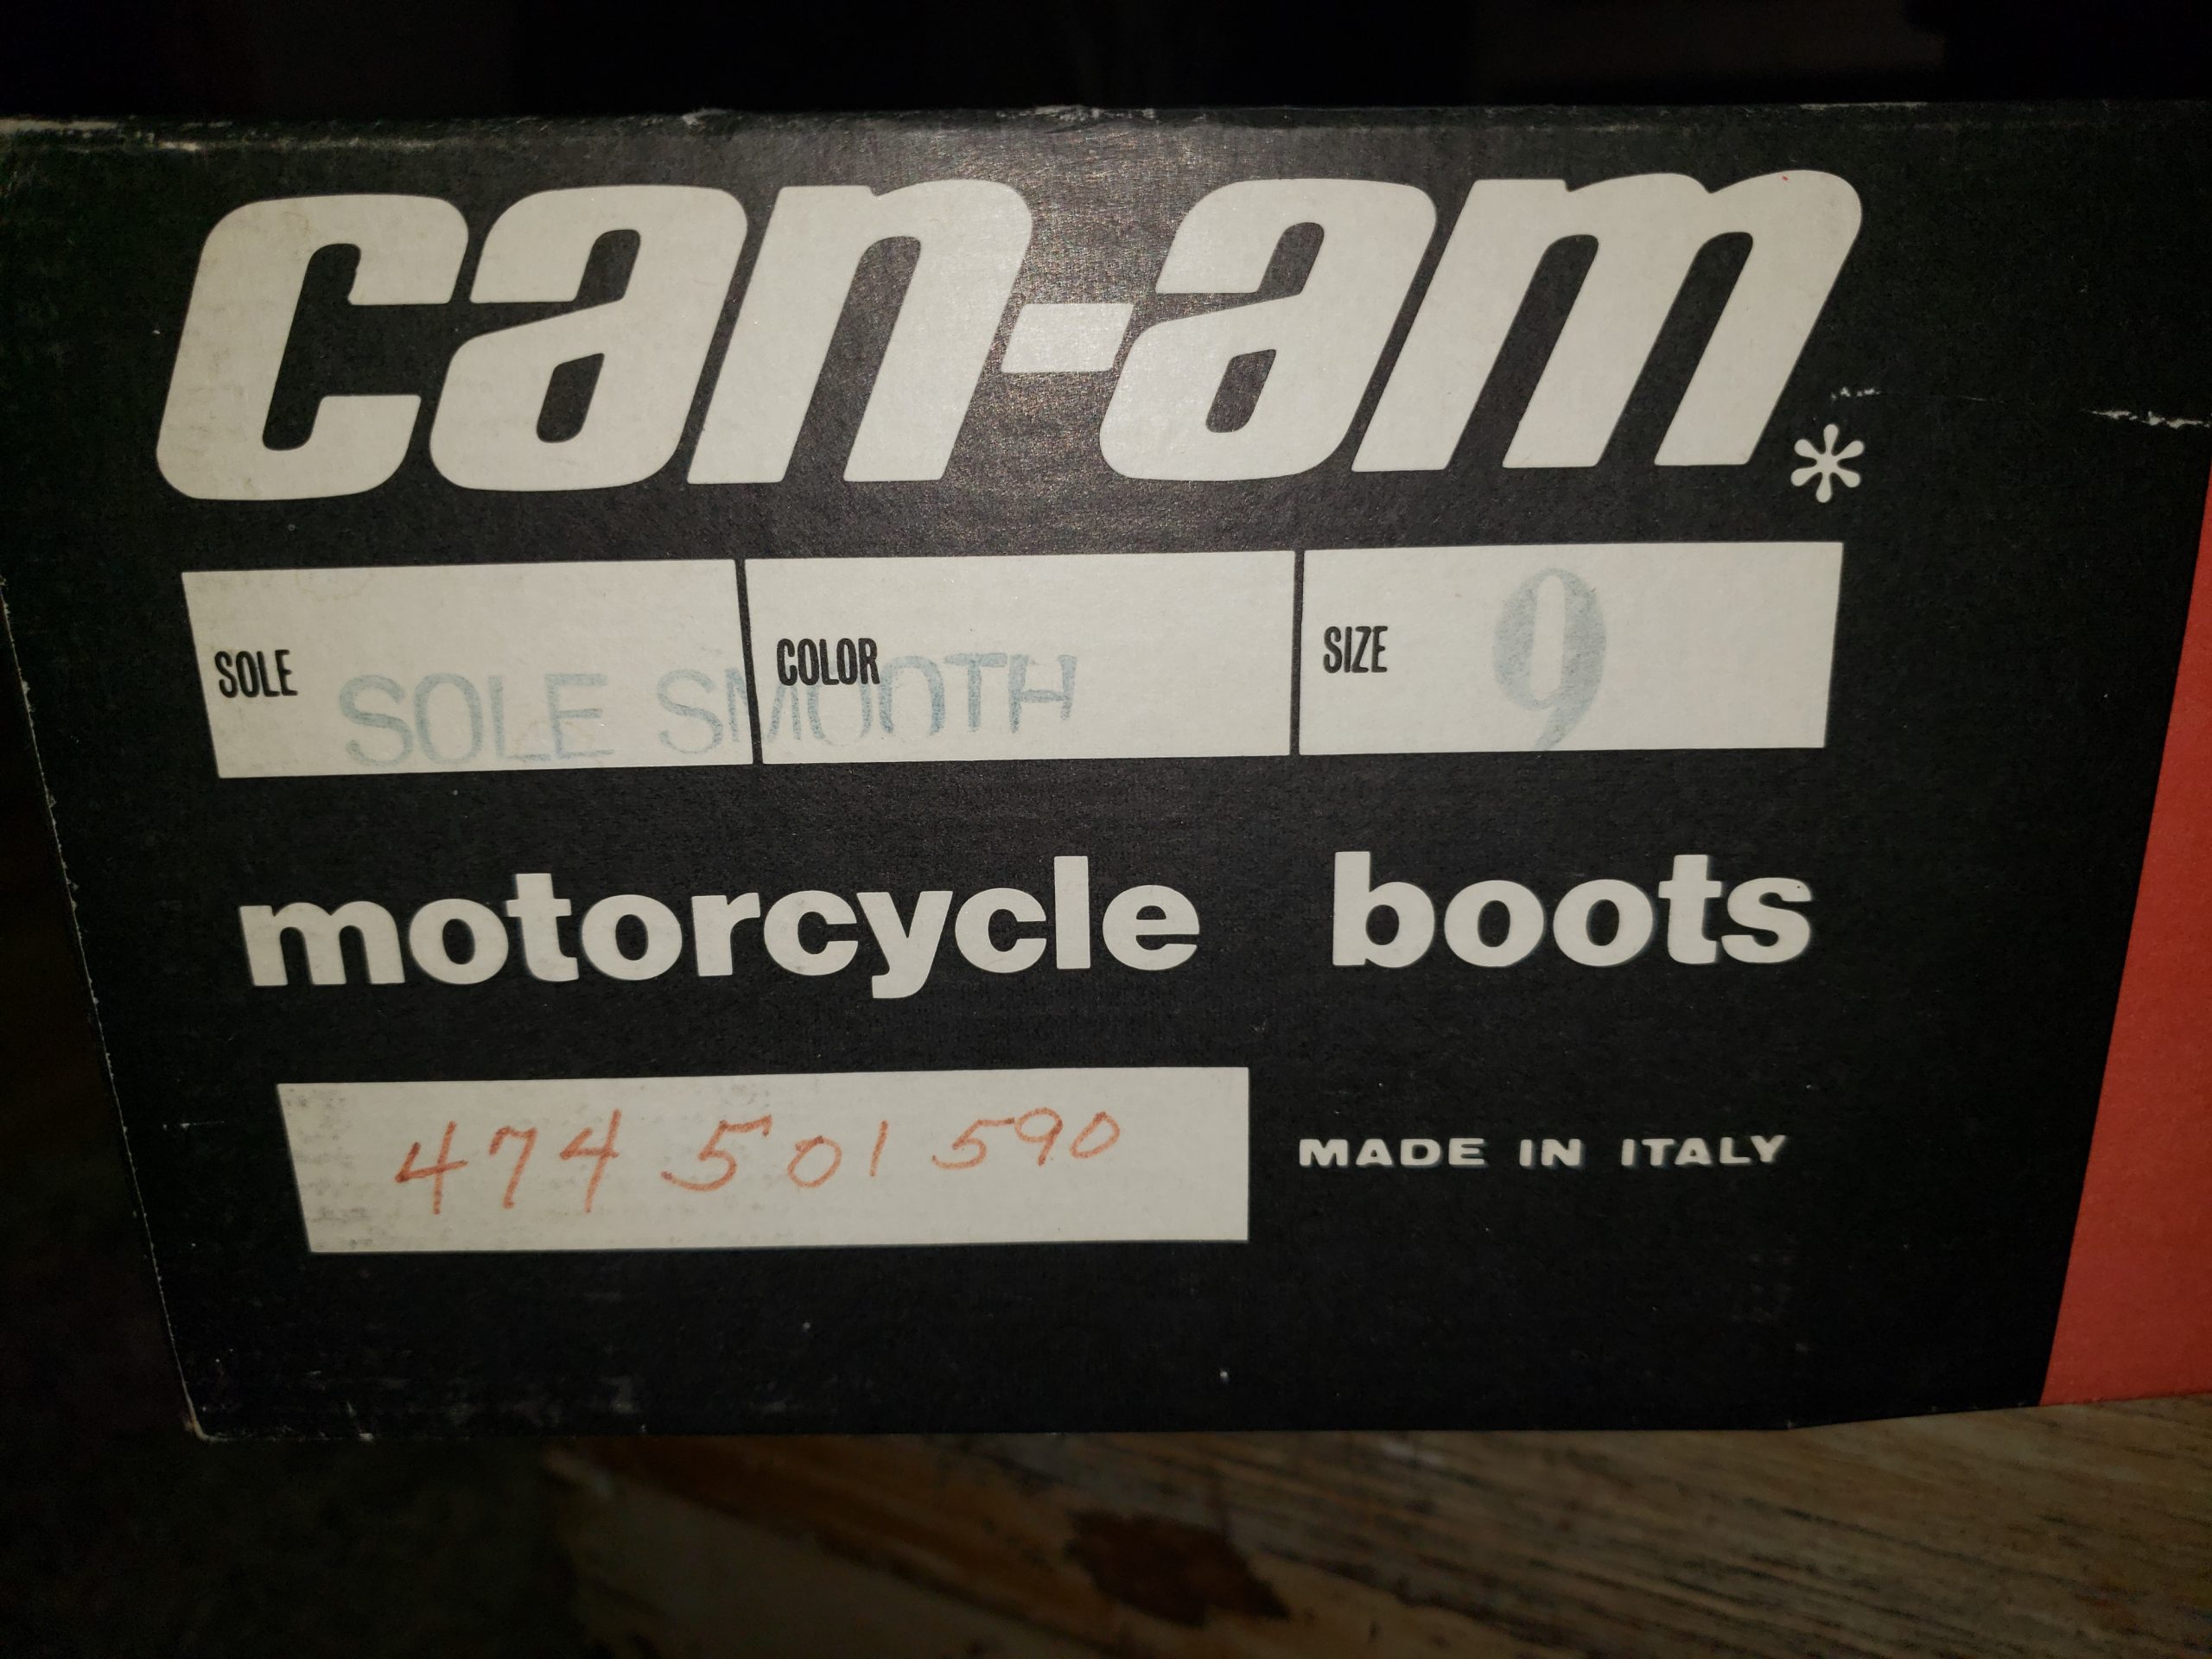 can-am*
SOLE SOLE SMOOTH COLOR SIZE 9
motorcycle boots
474 501 590 MADE IN ITALY